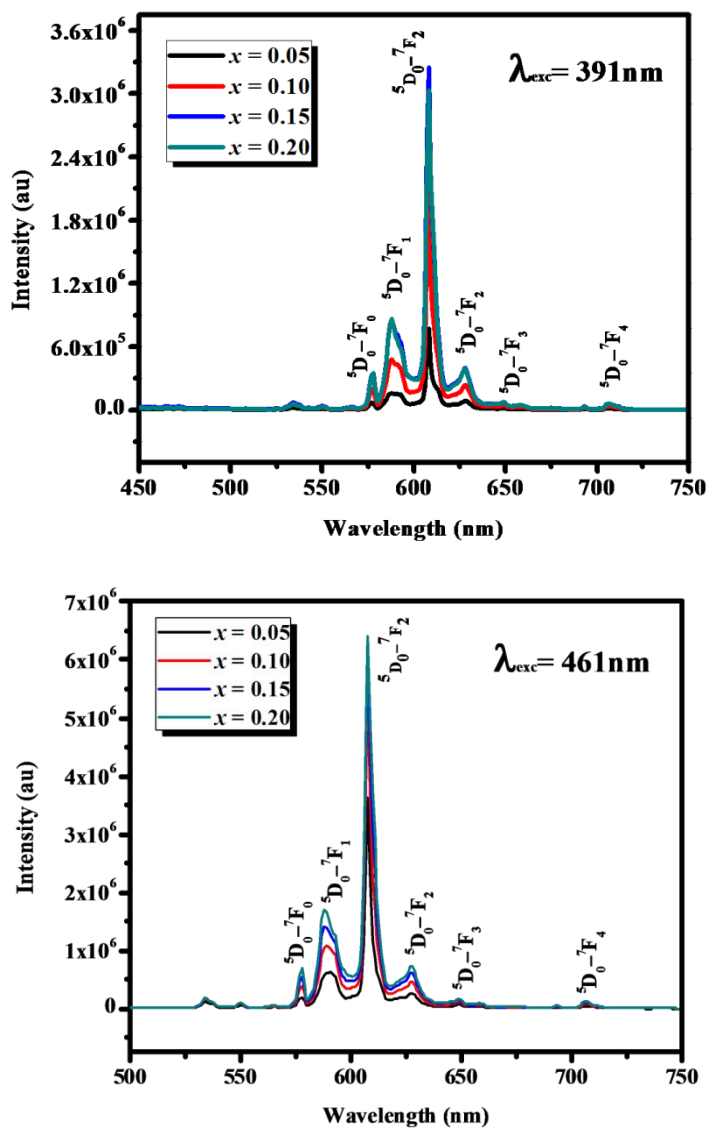 3.6x10⁶
3.0x10⁶
2.4x10⁶
1.8x10⁶
1.2x10⁶
6.0x10⁵
0.0
Intensity (au)
x = 0.05
x = 0.10
x = 0.15
x = 0.20
⁵D₀–⁷F₂
λexc= 391nm
⁵D₀–⁷F₀
⁵D₀–⁷F₁
⁵D₀–⁷F₂
⁵D₀–⁷F₃
⁵D₀–⁷F₄
450 500 550 600 650 700 750
Wavelength (nm)
7x10⁶
6x10⁶
5x10⁶
4x10⁶
3x10⁶
2x10⁶
1x10⁶
0
Intensity (au)
x = 0.05
x = 0.10
x = 0.15
x = 0.20
⁵D₀–⁷F₂
λexc= 461nm
⁵D₀–⁷F₀
⁵D₀–⁷F₁
⁵D₀–⁷F₂
⁵D₀–⁷F₃
⁵D₀–⁷F₄
500 550 600 650 700 750
Wavelength (nm)